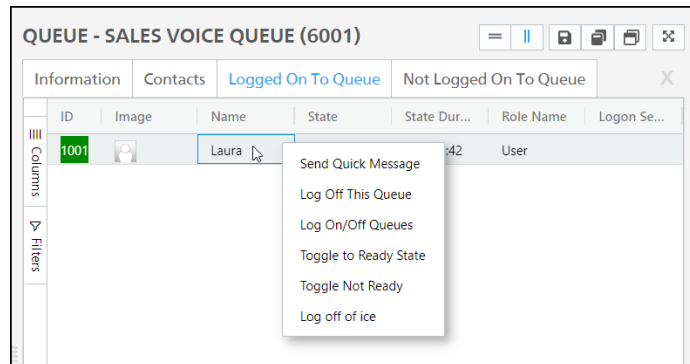 QUEUE - SALES VOICE QUEUE (6001)
Information Contacts Logged On To Queue Not Logged On To Queue X
ID Image Name State State Dur... Role Name Logon Se...
1001 Laura :42 User
Columns
Filters
Send Quick Message
Log Off This Queue
Log On/Off Queues
Toggle to Ready State
Toggle Not Ready
Log off of ice